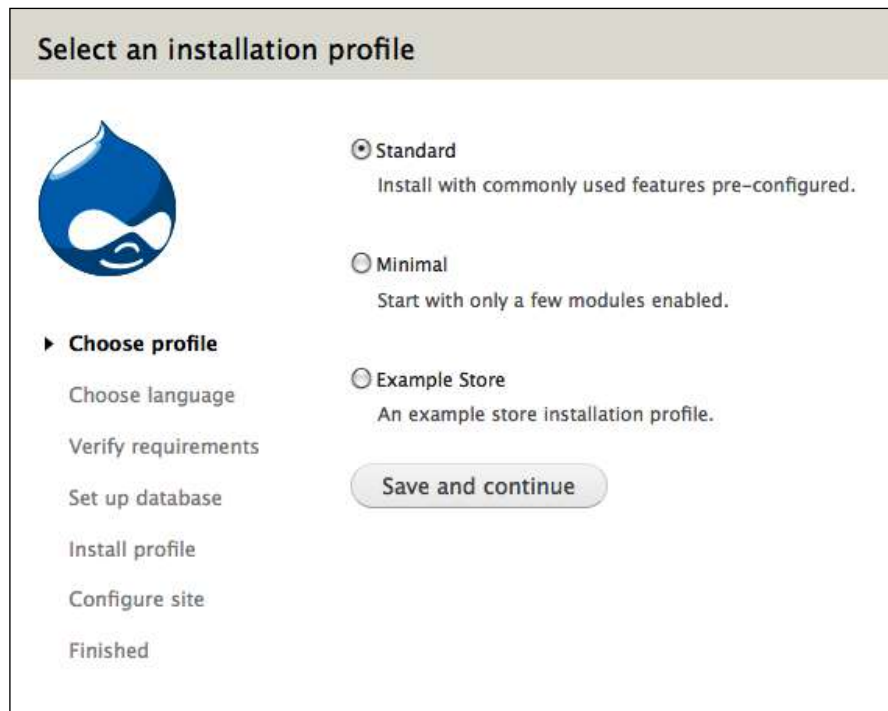 Select an installation profile
Standard
Install with commonly used features pre-configured.
Minimal
Start with only a few modules enabled.
Example Store
An example store installation profile.
Save and continue
Choose profile
Choose language
Verify requirements
Set up database
Install profile
Configure site
Finished